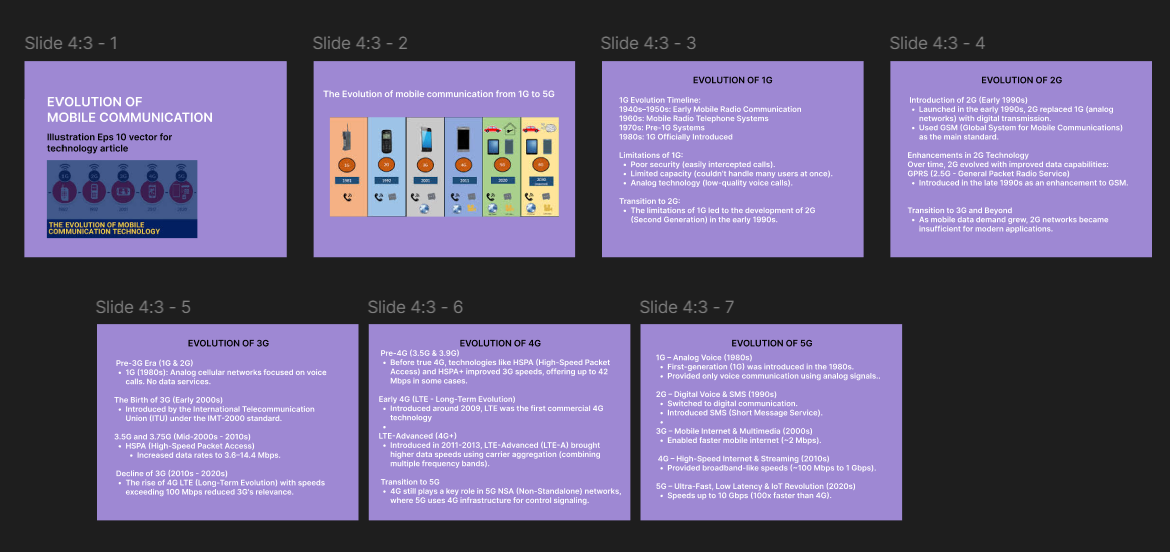 Slide 4:3 - 1
EVOLUTION OF
MOBILE COMMUNICATION
Illustration Eps 10 vector for
technology article
THE EVOLUTION OF MOBILE
COMMUNICATION TECHNOLOGY
Slide 4:3 - 2
The Evolution of mobile communication from 1G to 5G
Slide 4:3 - 3
EVOLUTION OF 1G
1G Evolution Timeline:
1940s–1950s: Early Mobile Radio Communication
1960s: Mobile Radio Telephone Systems
1970s: Pre-1G Systems
1980s: 1G Officially Introduced
Limitations of 1G:
• Poor security (easily intercepted calls).
• Limited capacity (couldn't handle many users at once).
• Analog technology (low-quality voice calls).
Transition to 2G:
• The limitations of 1G led to the development of 2G
(Second Generation) in the early 1990s.
Slide 4:3 - 4
EVOLUTION OF 2G
Introduction of 2G (Early 1990s)
• Launched in the early 1990s, 2G replaced 1G (analog
networks) with digital transmission.
• Used GSM (Global System for Mobile Communications)
as the main standard.
Enhancements in 2G Technology
Over time, 2G evolved with improved data capabilities:
GPRS (2.5G - General Packet Radio Service)
• Introduced in the late 1990s as an enhancement to GSM.
Transition to 3G and Beyond
• As mobile data demand grew, 2G networks became
insufficient for modern applications.
Slide 4:3 - 5
EVOLUTION OF 3G
Pre-3G Era (1G & 2G)
• 1G (1980s): Analog cellular networks focused on voice
calls. No data services.
The Birth of 3G (Early 2000s)
• Introduced by the International Telecommunication
Union (ITU) under the IMT-2000 standard.
3.5G and 3.75G (Mid-2000s - 2010s)
• HSPA (High-Speed Packet Access)
• Increased data rates to 3.6–14.4 Mbps.
Decline of 3G (2010s - 2020s)
• The rise of 4G LTE (Long-Term Evolution) with speeds
exceeding 100 Mbps reduced 3G's relevance.
Slide 4:3 - 6
EVOLUTION OF 4G
Pre-4G (3.5G & 3.9G)
• Before true 4G, technologies like HSPA (High-Speed Packet
Access) and HSPA+ improved 3G speeds, offering up to 42
Mbps in some cases.
Early 4G (LTE - Long-Term Evolution)
• Introduced around 2009, LTE was the first commercial 4G
technology
•
LTE-Advanced (4G+)
• Introduced in 2011-2013, LTE-Advanced (LTE-A) brought
higher data speeds using carrier aggregation (combining
multiple frequency bands).
Transition to 5G
• 4G still plays a key role in 5G NSA (Non-Standalone) networks,
where 5G uses 4G infrastructure for control signaling.
Slide 4:3 - 7
EVOLUTION OF 5G
1G – Analog Voice (1980s)
• First-generation (1G) was introduced in the 1980s.
• Provided only voice communication using analog signals..
2G – Digital Voice & SMS (1990s)
• Switched to digital communication.
• Introduced SMS (Short Message Service).
•
3G – Mobile Internet & Multimedia (2000s)
• Enabled faster mobile internet (~2 Mbps).
4G – High-Speed Internet & Streaming (2010s)
• Provided broadband-like speeds (~100 Mbps to 1 Gbps).
5G – Ultra-Fast, Low Latency & IoT Revolution (2020s)
• Speeds up to 10 Gbps (100x faster than 4G).